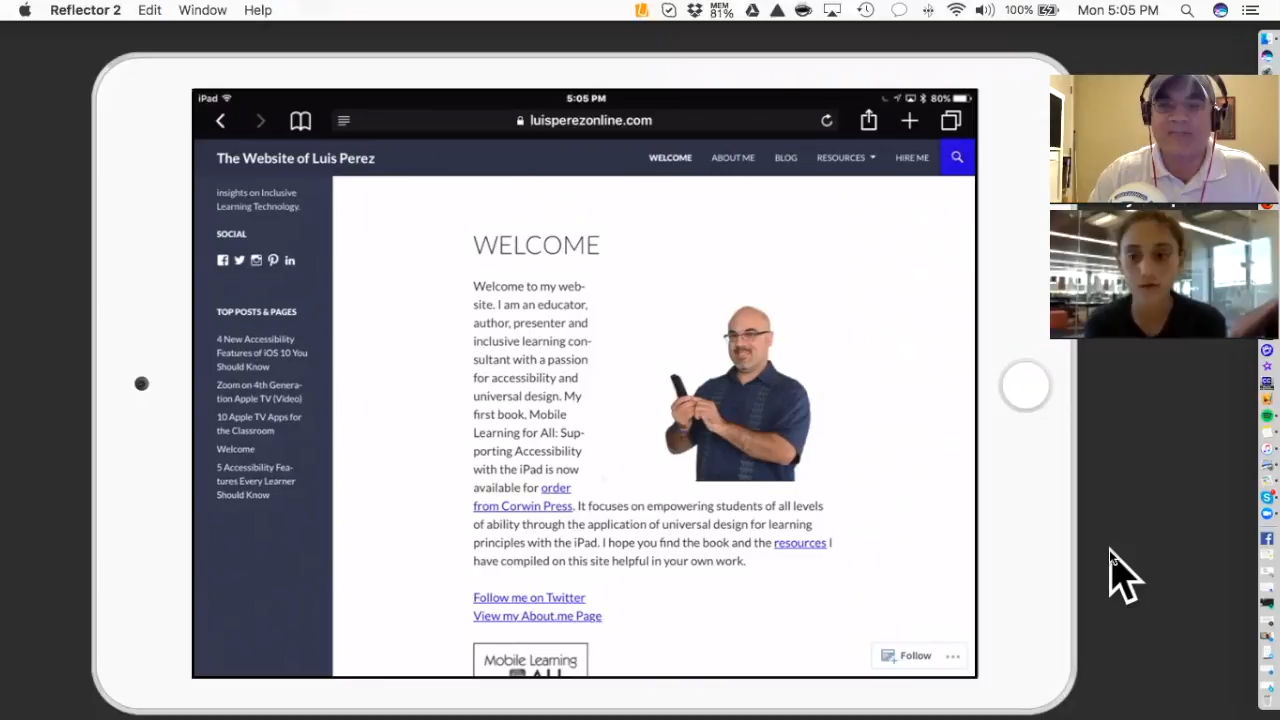 Reflector 2 Edit Window Help MEM 81% 100% Mon 5:05 PM
iPad 5:05 PM 80%
luisperezonline.com
The Website of Luis Perez WELCOME ABOUT ME BLOG RESOURCES HIRE ME
insights on Inclusive
Learning Technology.
SOCIAL
TOP POSTS & PAGES
4 New Accessibility
Features of iOS 10 You
Should Know
Zoom on 4th Genera-
tion Apple TV (Video)
10 Apple TV Apps for
the Classroom
Welcome
5 Accessibility Fea-
tures Every Learner
Should Know
WELCOME
Welcome to my web-
site. I am an educator,
author, presenter and
inclusive learning con-
sultant with a passion
for accessibility and
universal design. My
first book, Mobile
Learning for All: Sup-
porting Accessibility
with the iPad is now
available for order
from Corwin Press. It focuses on empowering students of all levels
of ability through the application of universal design for learning
principles with the iPad. I hope you find the book and the resources I
have compiled on this site helpful in your own work.
Follow me on Twitter
View my About.me Page
Mobile Learning
Follow